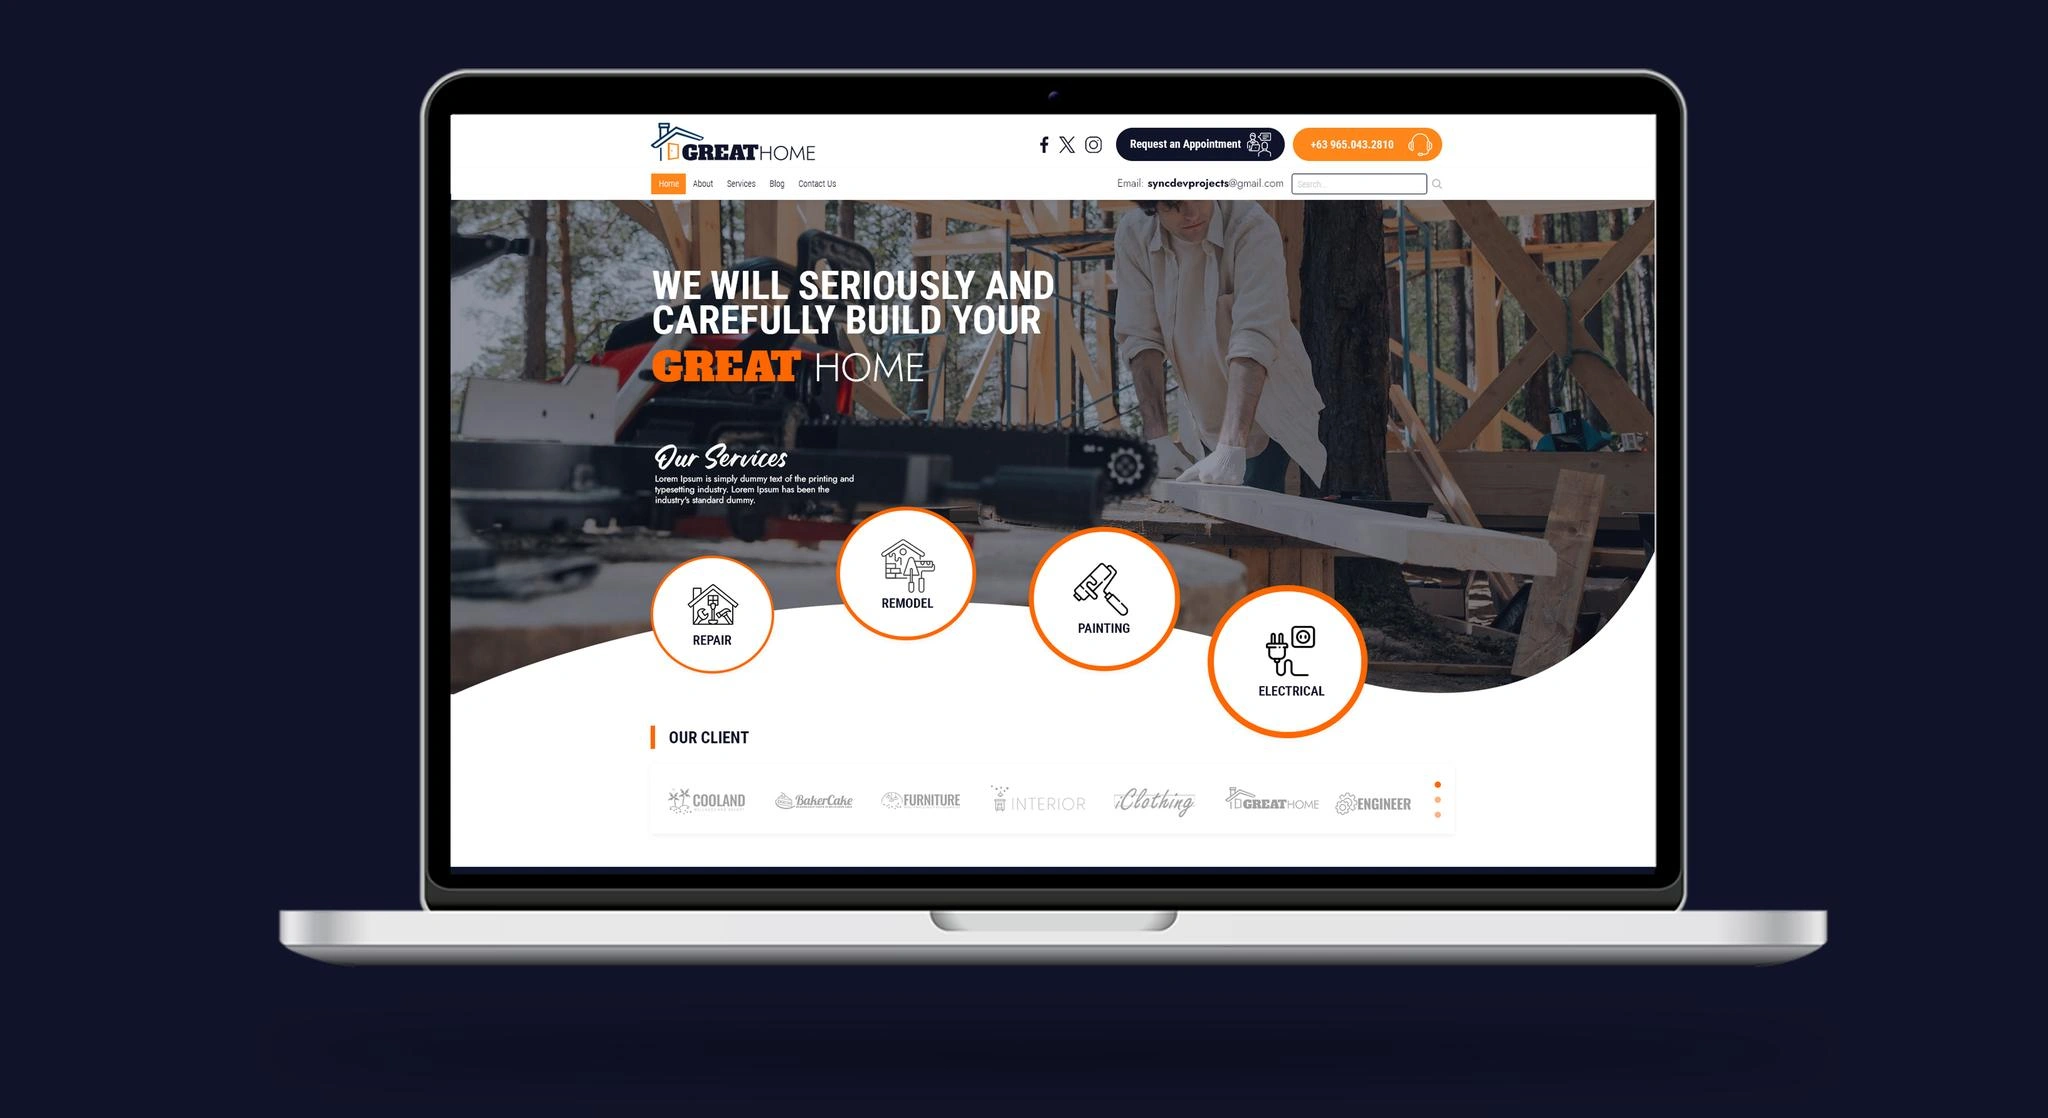 GREATHOME
Request an Appointment
+63 965.043.2810
Home About Services Blog Contact Us
Email: syncdevprojects@gmail.com
Search...
WE WILL SERIOUSLY AND
CAREFULLY BUILD YOUR
GREAT HOME
Our Services
Lorem Ipsum is simply dummy text of the printing and
typesetting industry. Lorem Ipsum has been the
industry's standard dummy.
REPAIR
REMODEL
PAINTING
ELECTRICAL
OUR CLIENT
COOLAND
BakerCake
FURNITURE
INTERIOR
iClothing
GREATHOME
ENGINEER